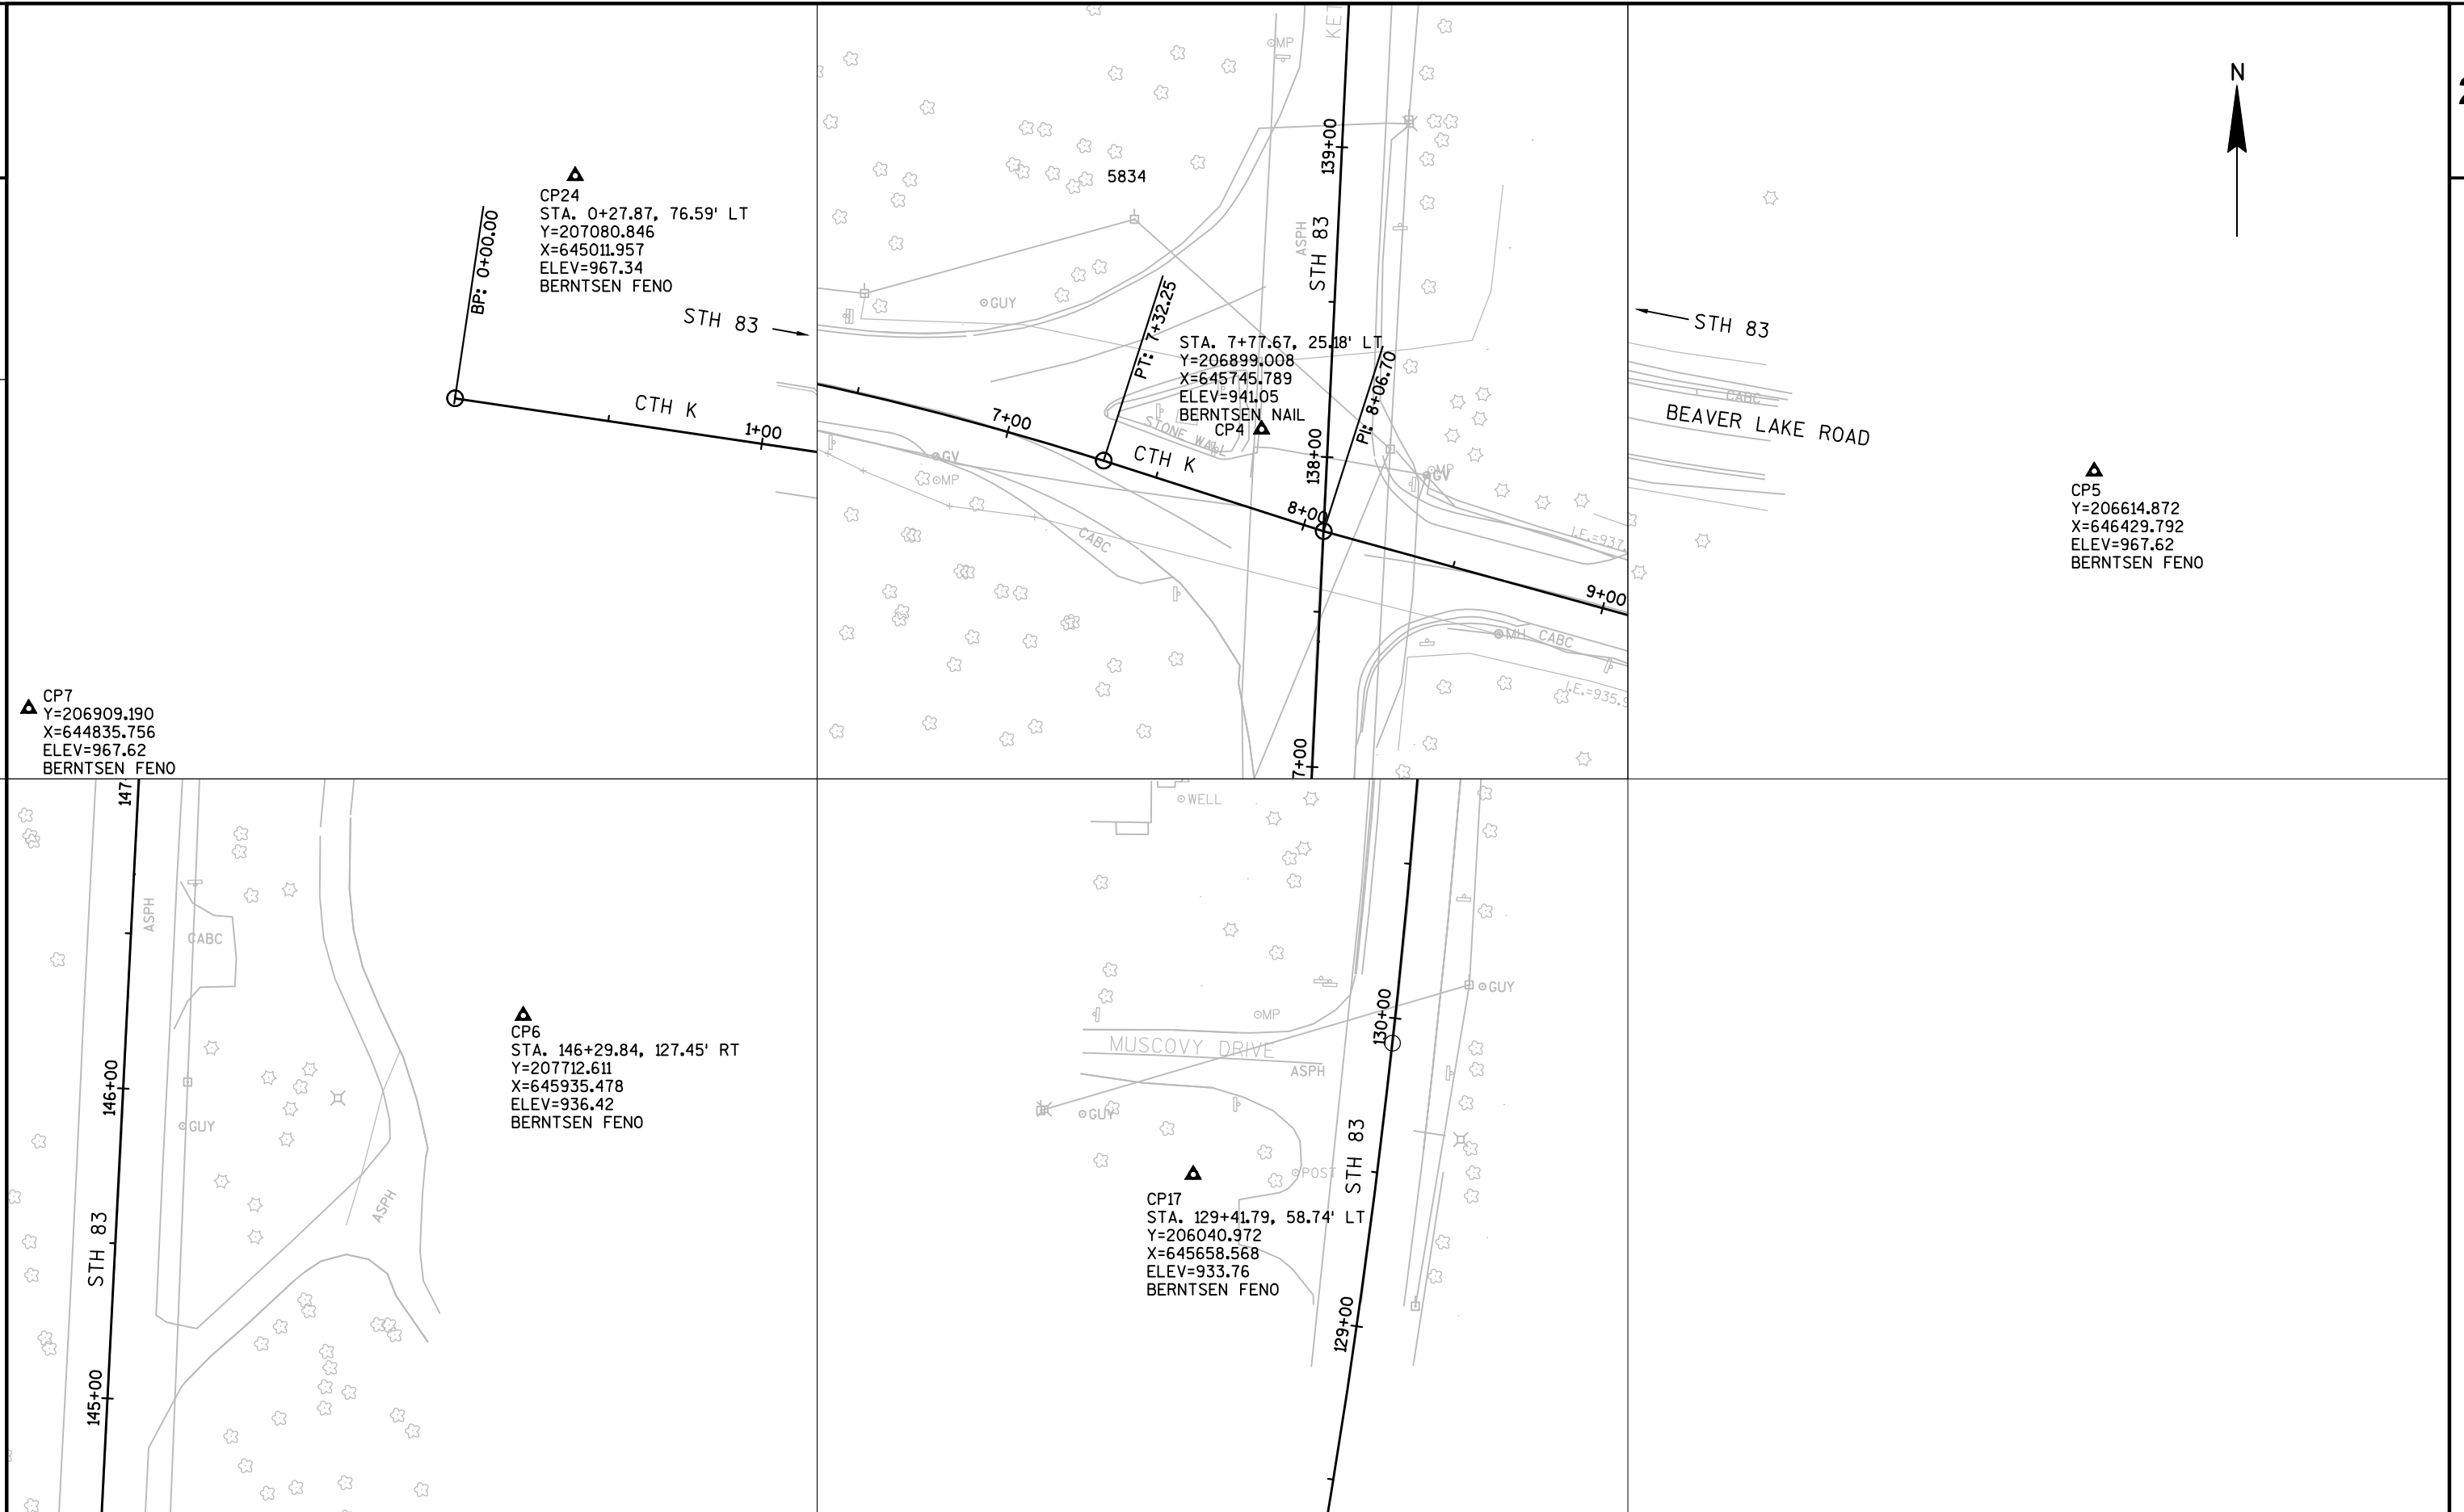 N
CP24
STA. 0+27.87, 76.59' LT
Y=207080.846
X=645011.957
ELEV=967.34
BERNTSEN FENO
BP: 0+00.00
STH 83
CTH K
1+00
CP7
Y=206909.190
X=644835.756
ELEV=967.62
BERNTSEN FENO
MP
139+00
5834
ASPH
STH 83
GUY
PT: 7+32.25
STA. 7+77.67, 25.18' LT
Y=206899.008
X=645745.789
ELEV=941.05
BERNTSEN NAIL
CP4
STONE WALL
PI: 8+06.70
7+00
CTH K
138+00
8+00
GV
MP
MP
GV
CABC
I.E.=937.
9+00
MH
CABC
I.E.=935.9
7+00
STH 83
CABC
BEAVER LAKE ROAD
CP5
Y=206614.872
X=646429.792
ELEV=967.62
BERNTSEN FENO
147
ASPH
CABC
146+00
GUY
STH 83
ASPH
145+00
CP6
STA. 146+29.84, 127.45' RT
Y=207712.611
X=645935.478
ELEV=936.42
BERNTSEN FENO
WELL
GUY
MP
130+00
MUSCOVY DRIVE
ASPH
GUY
STH 83
POST
CP17
STA. 129+41.79, 58.74' LT
Y=206040.972
X=645658.568
ELEV=933.76
BERNTSEN FENO
129+00